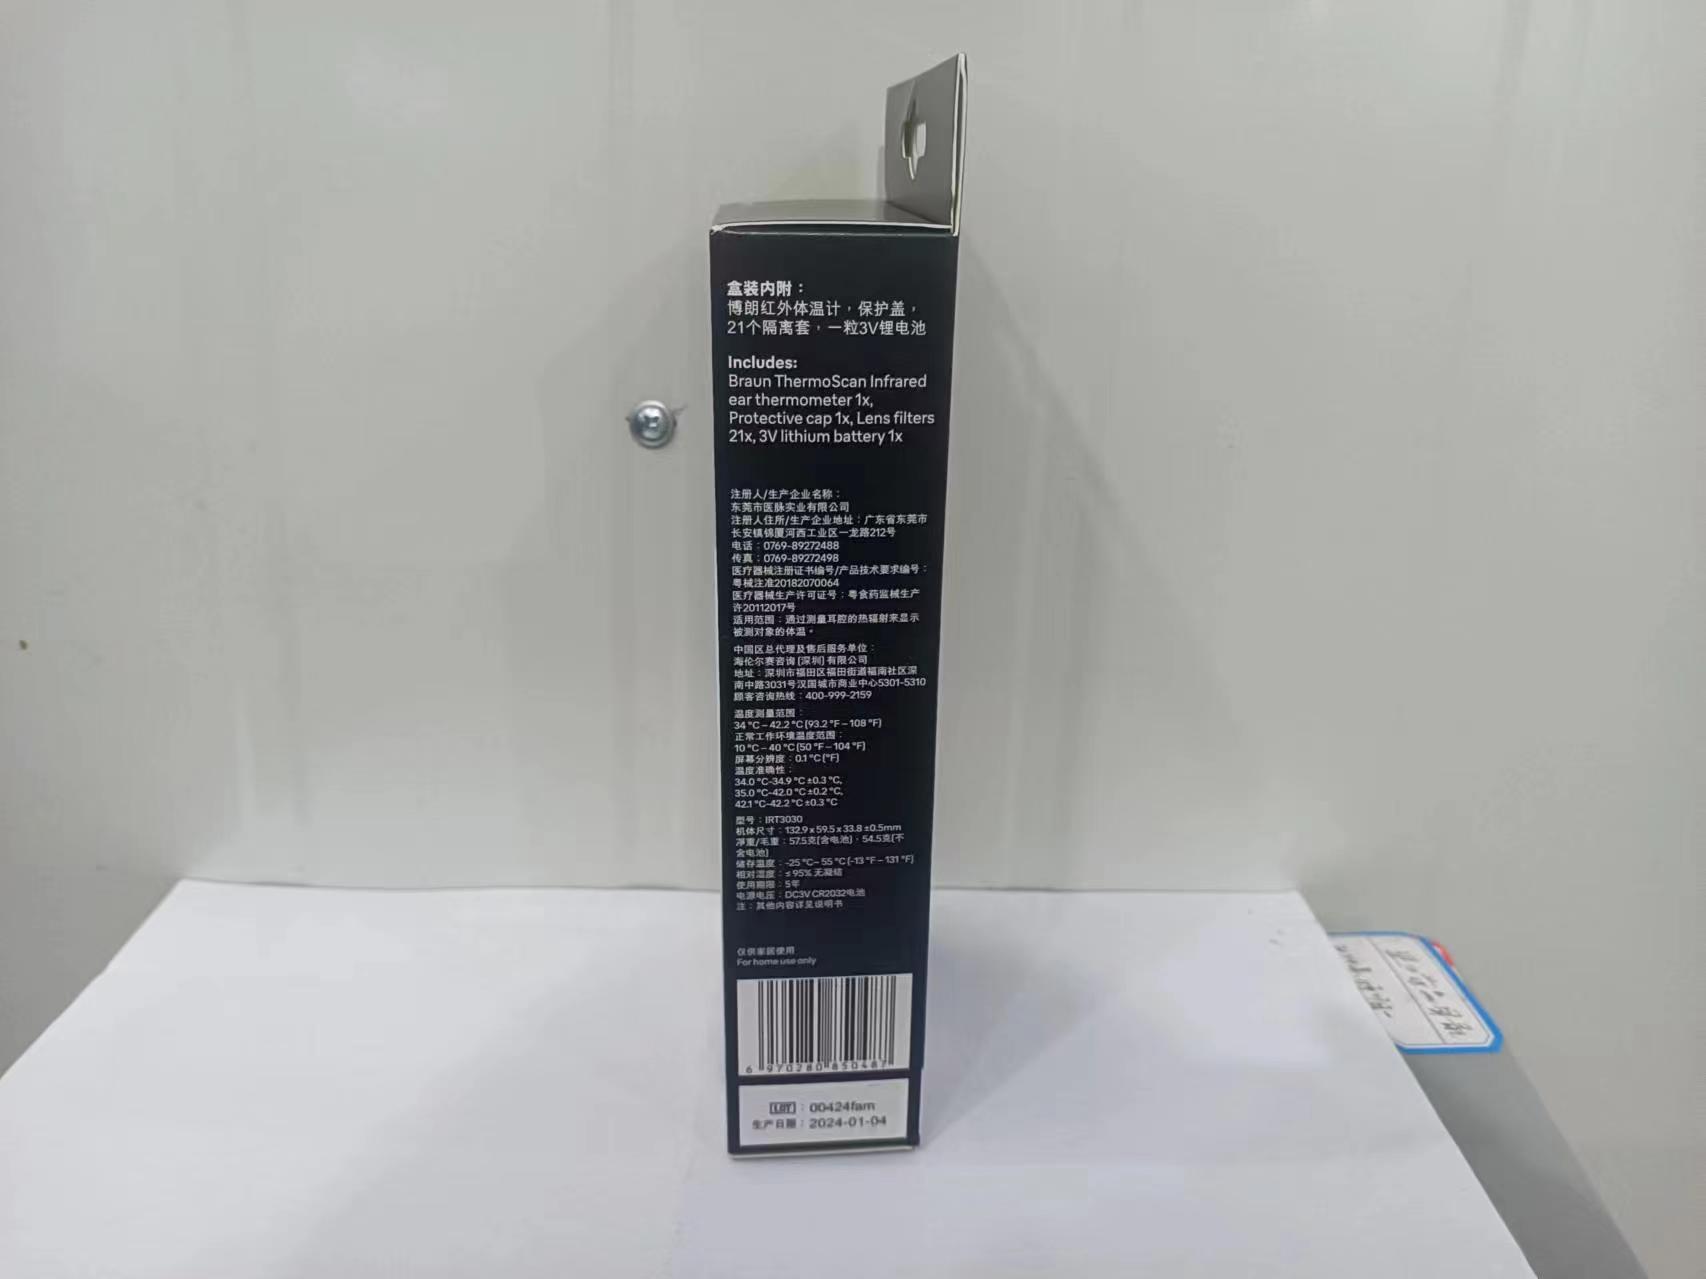 盒装内附：
博朗红外体温计，保护盖，
21个隔离套，一粒3V锂电池
Includes:
Braun ThermoScan Infrared
ear thermometer 1x,
Protective cap 1x, Lens filters
21x, 3V lithium battery 1x
注册人/生产企业名称：
东莞市医脉实业有限公司
注册人住所/生产企业地址：广东省东莞市
长安镇锦厦河西工业区一龙路212号
电话：0769-89272488
传真：0769-89272498
医疗器械注册证书编号/产品技术要求编号：
粤械注准20182070064
医疗器械生产许可证号：粤食药监械生产
许20112017号
适用范围：通过测量耳腔的热辐射来显示
被测对象的体温。
中国区总代理及售后服务单位：
海伦尔赛咨询（深圳）有限公司
地址：深圳市福田区福田街道福南社区深
南中路3031号汉国城市商业中心5301-5310
顾客咨询热线：400-999-2159
温度测量范围：
34 °C – 42.2 °C (93.2 °F – 108 °F)
正常工作环境温度范围：
10 °C – 40 °C (50 °F – 104 °F)
屏幕分辨度：0.1 °C (°F)
温度准确性：
34.0 °C-34.9 °C ±0.3 °C,
35.0 °C-42.0 °C ±0.2 °C,
42.1 °C-42.2 °C ±0.3 °C
型号：IRT3030
机体尺寸：132.9 x 59.5 x 33.8 ±0.5mm
净重/毛重：57.5克(含电池)，54.5克(不
含电池)
储存温度：-25 °C– 55 °C (-13 °F – 131 °F)
相对湿度：≤ 95% 无凝结
使用期限：5年
电源电压：DC3V CR2032电池
注：其他内容详见说明书
仅供家居使用
For home use only
6 970280 850487
LOT：00424fam
生产日期：2024-01-04